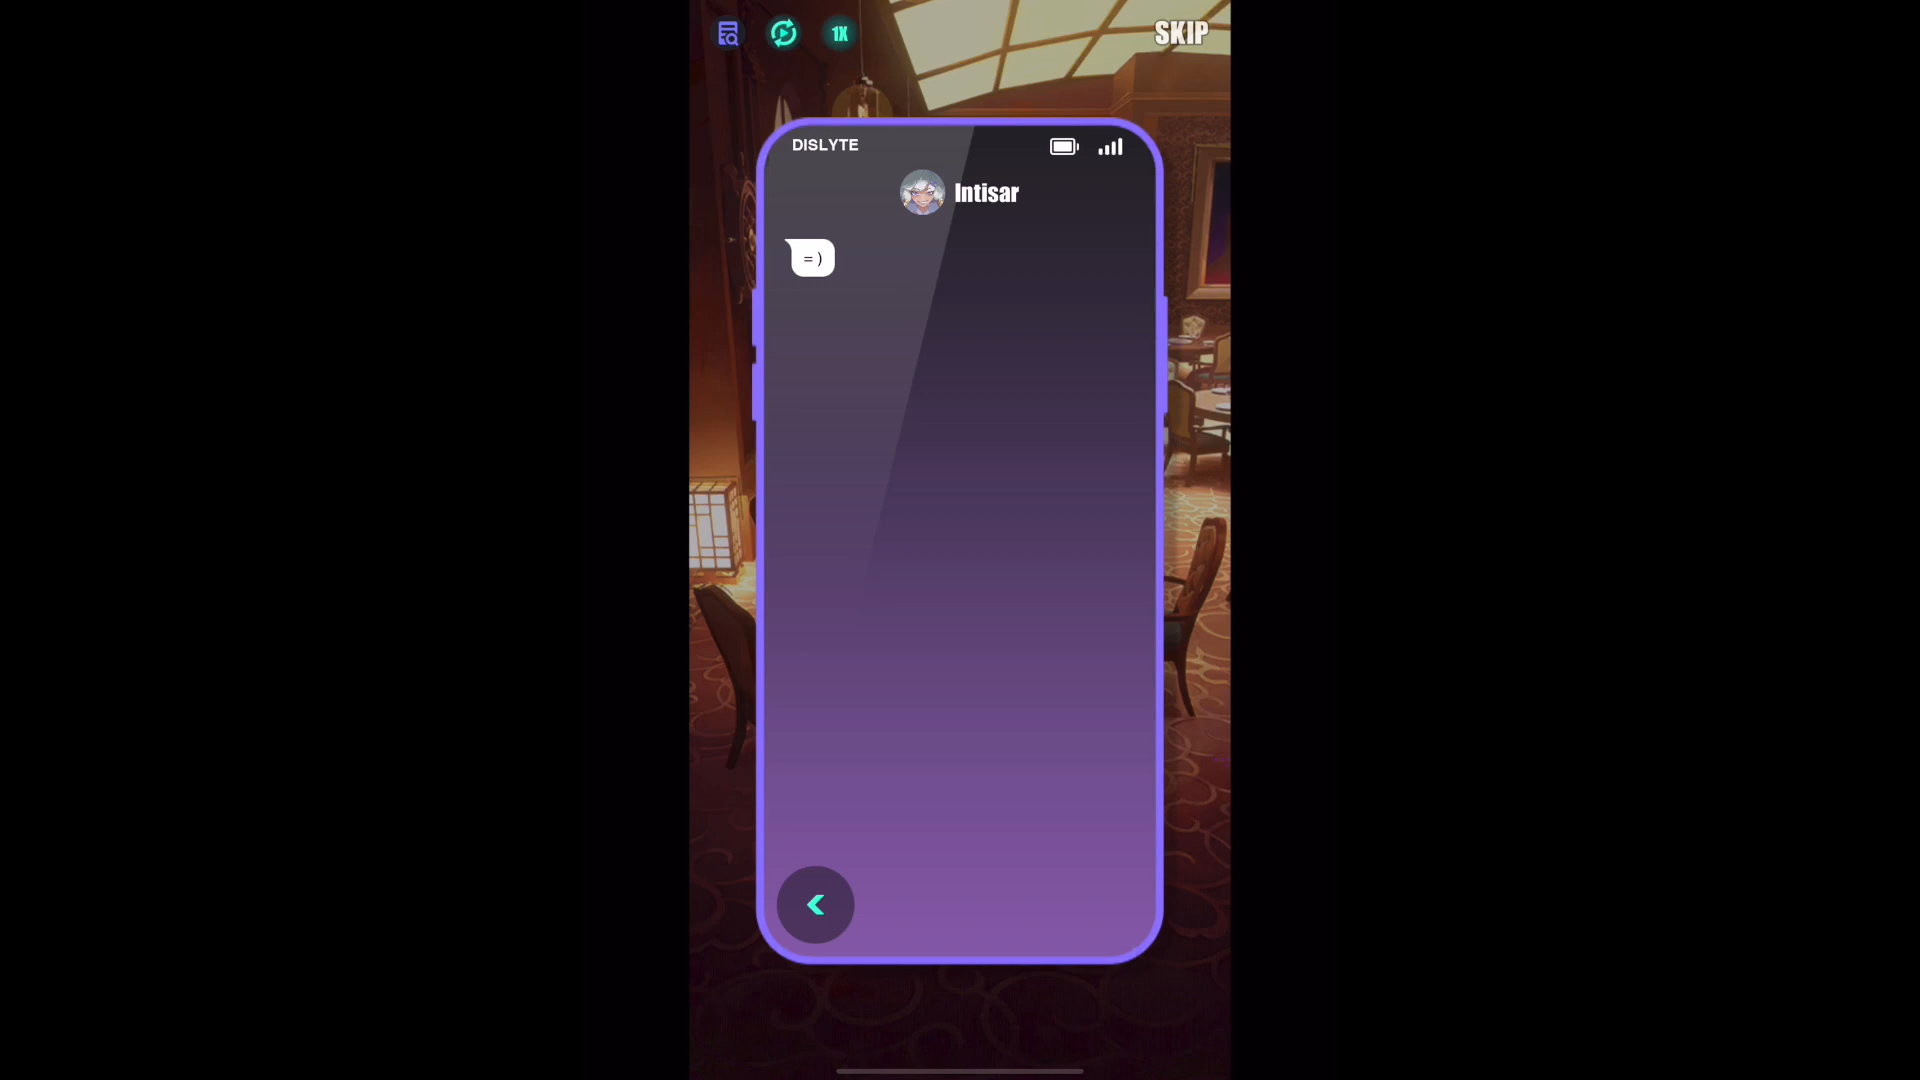 1X
SKIP
DISLYTE
Intisar
= )